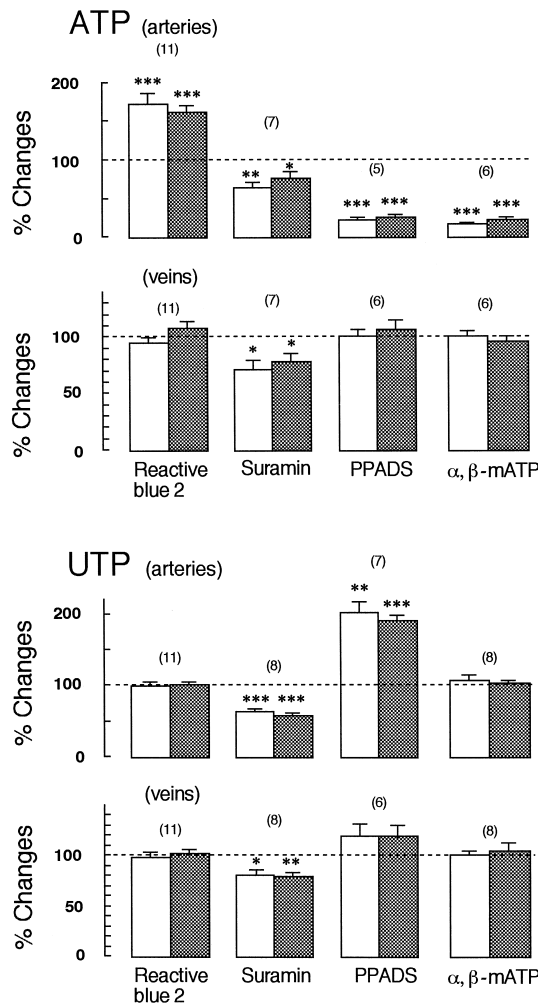 ATP (arteries)
(11)
*** ***
(7)
** *
(5)
*** ***
(6)
*** ***
% Changes
200
100
0
(veins)
(11)
(7)
* *
(6)
(6)
% Changes
100
50
0
Reactive blue 2
Suramin
PPADS
α, β-mATP
UTP (arteries)
(11)
(8)
*** ***
(7)
** ***
(8)
% Changes
200
100
0
(veins)
(11)
(8)
* **
(6)
(8)
% Changes
100
50
0
Reactive
blue 2
Suramin
PPADS
α, β-mATP